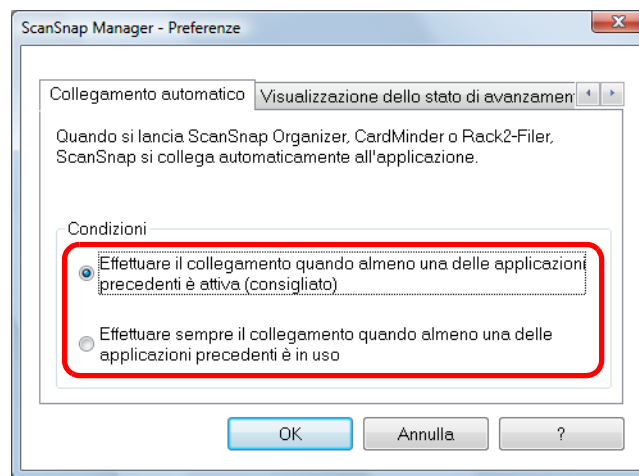 ScanSnap Manager - Preferenze
Collegamento automatico
Visualizzazione dello stato di avanzamen
Quando si lancia ScanSnap Organizer, CardMinder o Rack2-Filer,
ScanSnap si collega automaticamente all'applicazione.
Condizioni
Effettuare il collegamento quando almeno una delle applicazioni
precedenti è attiva (consigliato)
Effettuare sempre il collegamento quando almeno una delle
applicazioni precedenti è in uso
OK
Annulla
?